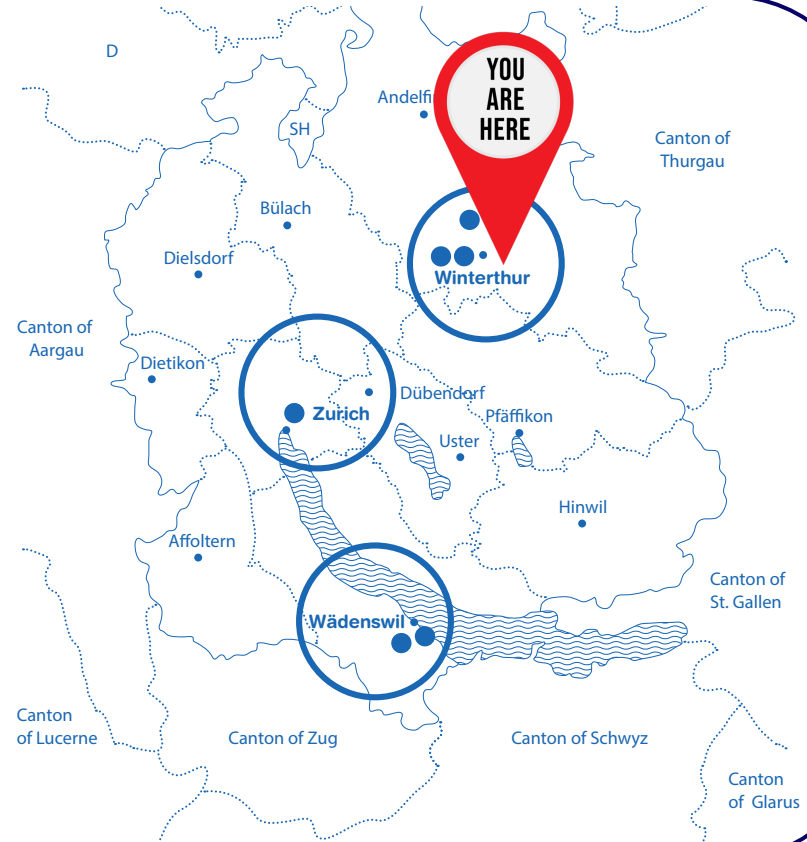 D
YOU
ARE
HERE
Andelfi
SH
Canton of
Thurgau
Bülach
Dielsdorf
Winterthur
Canton of
Aargau
Dietikon
Dübendorf
Zurich
Pfäffikon
Uster
Hinwil
Affoltern
Canton of
St. Gallen
Wädenswil
Canton
of Lucerne
Canton of Zug
Canton of Schwyz
Canton
of Glarus